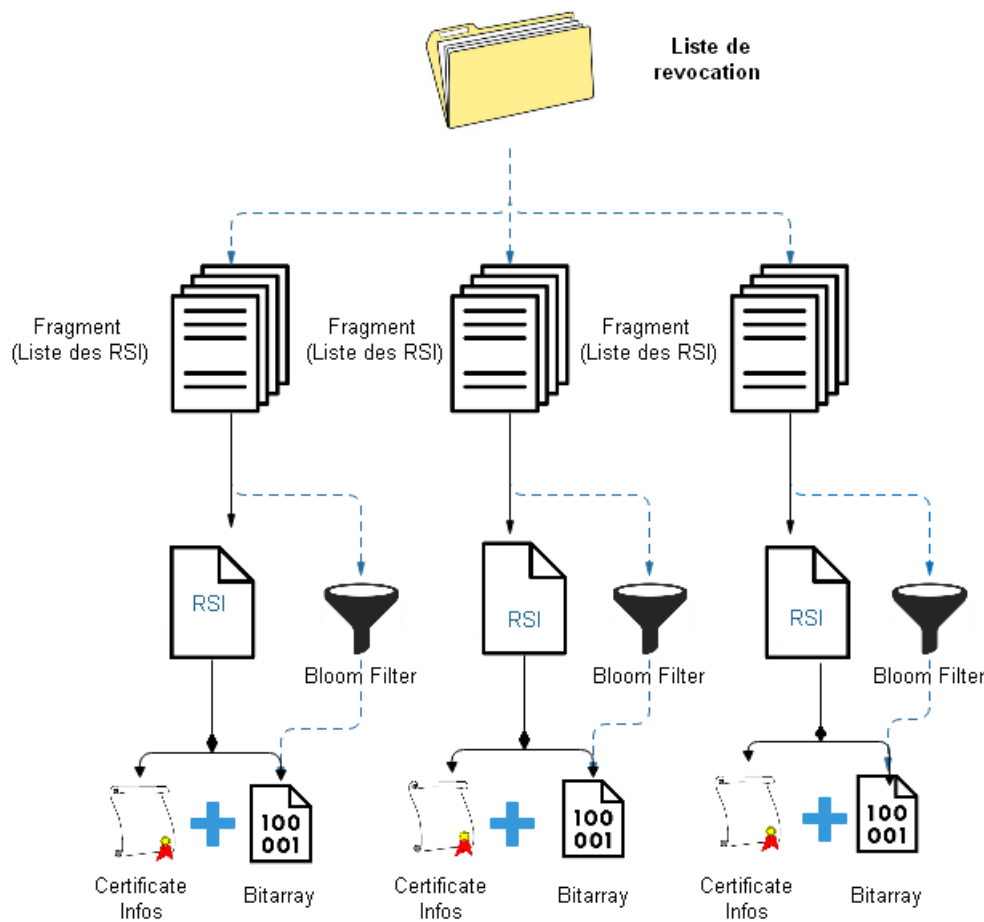 Liste de
revocation
Fragment
(Liste des RSI)
Fragment
(Liste des RSI)
Fragment
(Liste des RSI)
RSI
Bloom Filter
RSI
Bloom Filter
RSI
Bloom Filter
100
001
100
001
100
001
Certificate
Infos
Bitarray
Certificate
Infos
Bitarray
Certificate
Infos
Bitarray